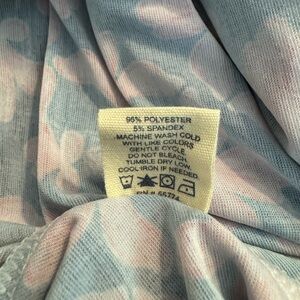 95% POLYESTER
5% SPANDEX
MACHINE WASH COLD
WITH LIKE COLORS
GENTLE CYCLE
DO NOT BLEACH
TUMBLE DRY LOW
COOL IRON IF NEEDED
RN #